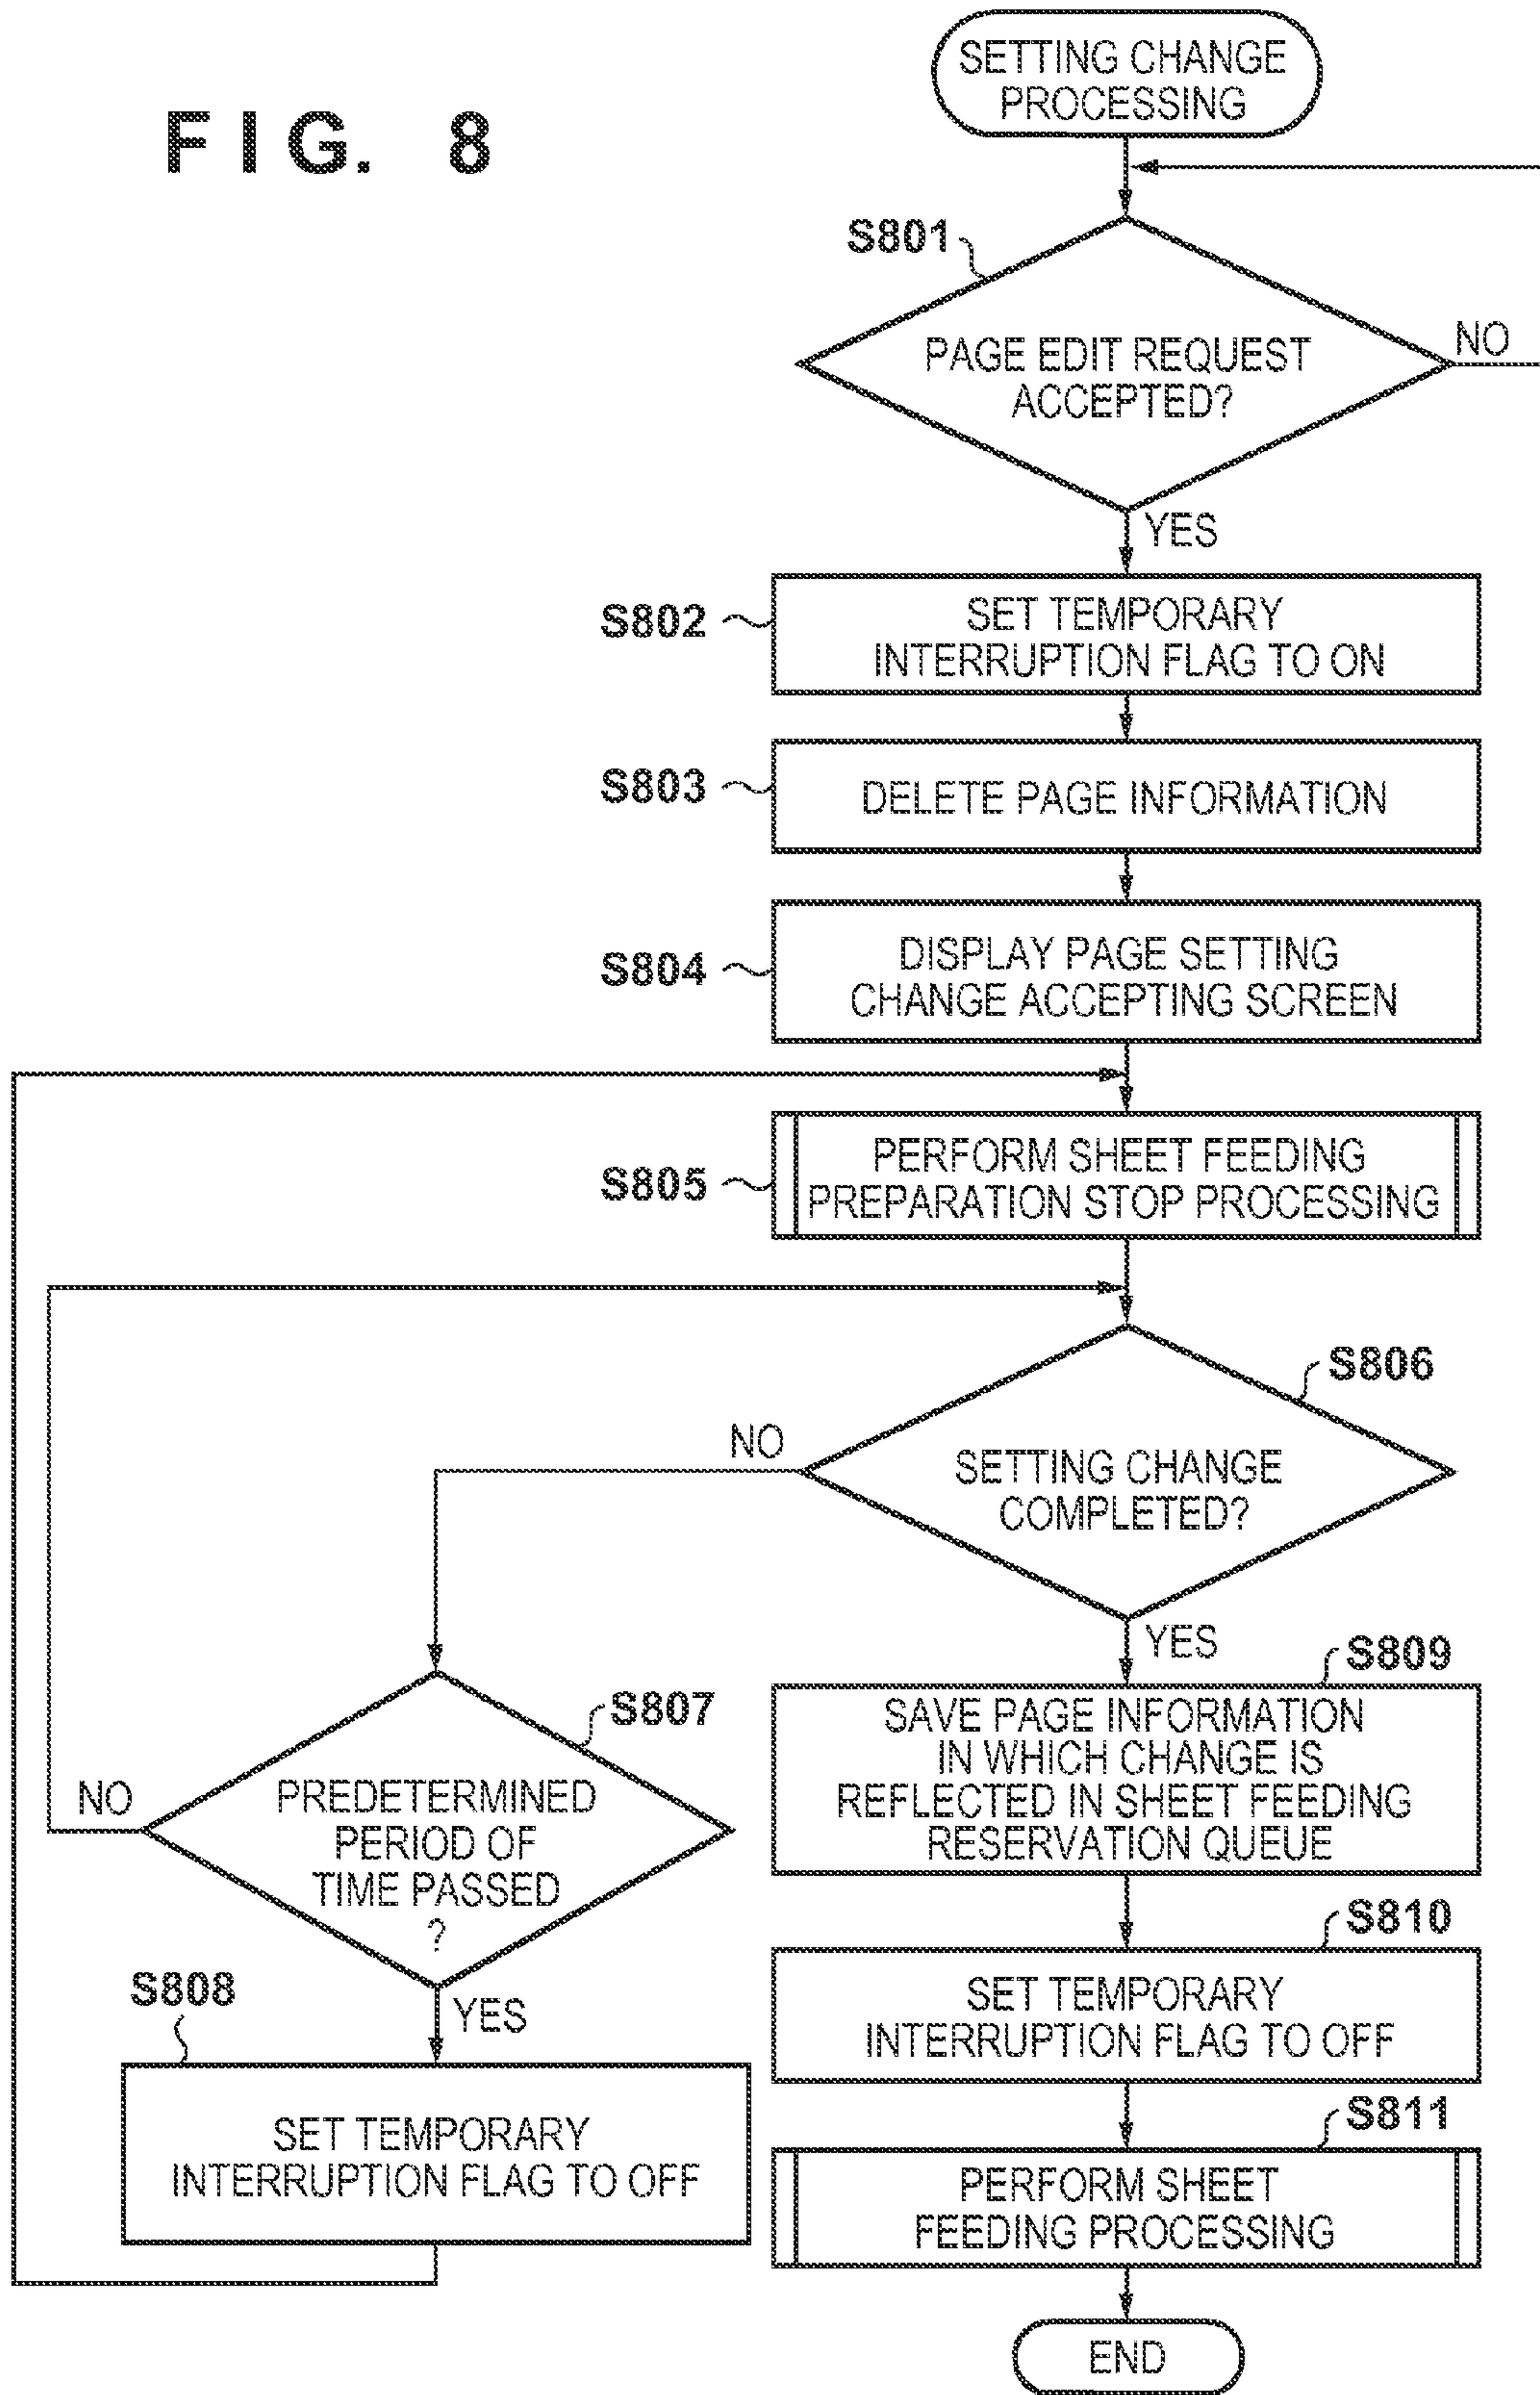 FIG. 8
SETTING CHANGE
PROCESSING
S801
PAGE EDIT REQUEST
ACCEPTED?
NO
YES
S802
SET TEMPORARY
INTERRUPTION FLAG TO ON
S803
DELETE PAGE INFORMATION
S804
DISPLAY PAGE SETTING
CHANGE ACCEPTING SCREEN
S805
PERFORM SHEET FEEDING
PREPARATION STOP PROCESSING
S806
SETTING CHANGE
COMPLETED?
NO
YES
S807
PREDETERMINED
PERIOD OF
TIME PASSED
?
NO
YES
S808
SET TEMPORARY
INTERRUPTION FLAG TO OFF
S809
SAVE PAGE INFORMATION
IN WHICH CHANGE IS
REFLECTED IN SHEET FEEDING
RESERVATION QUEUE
S810
SET TEMPORARY
INTERRUPTION FLAG TO OFF
S811
PERFORM SHEET
FEEDING PROCESSING
END